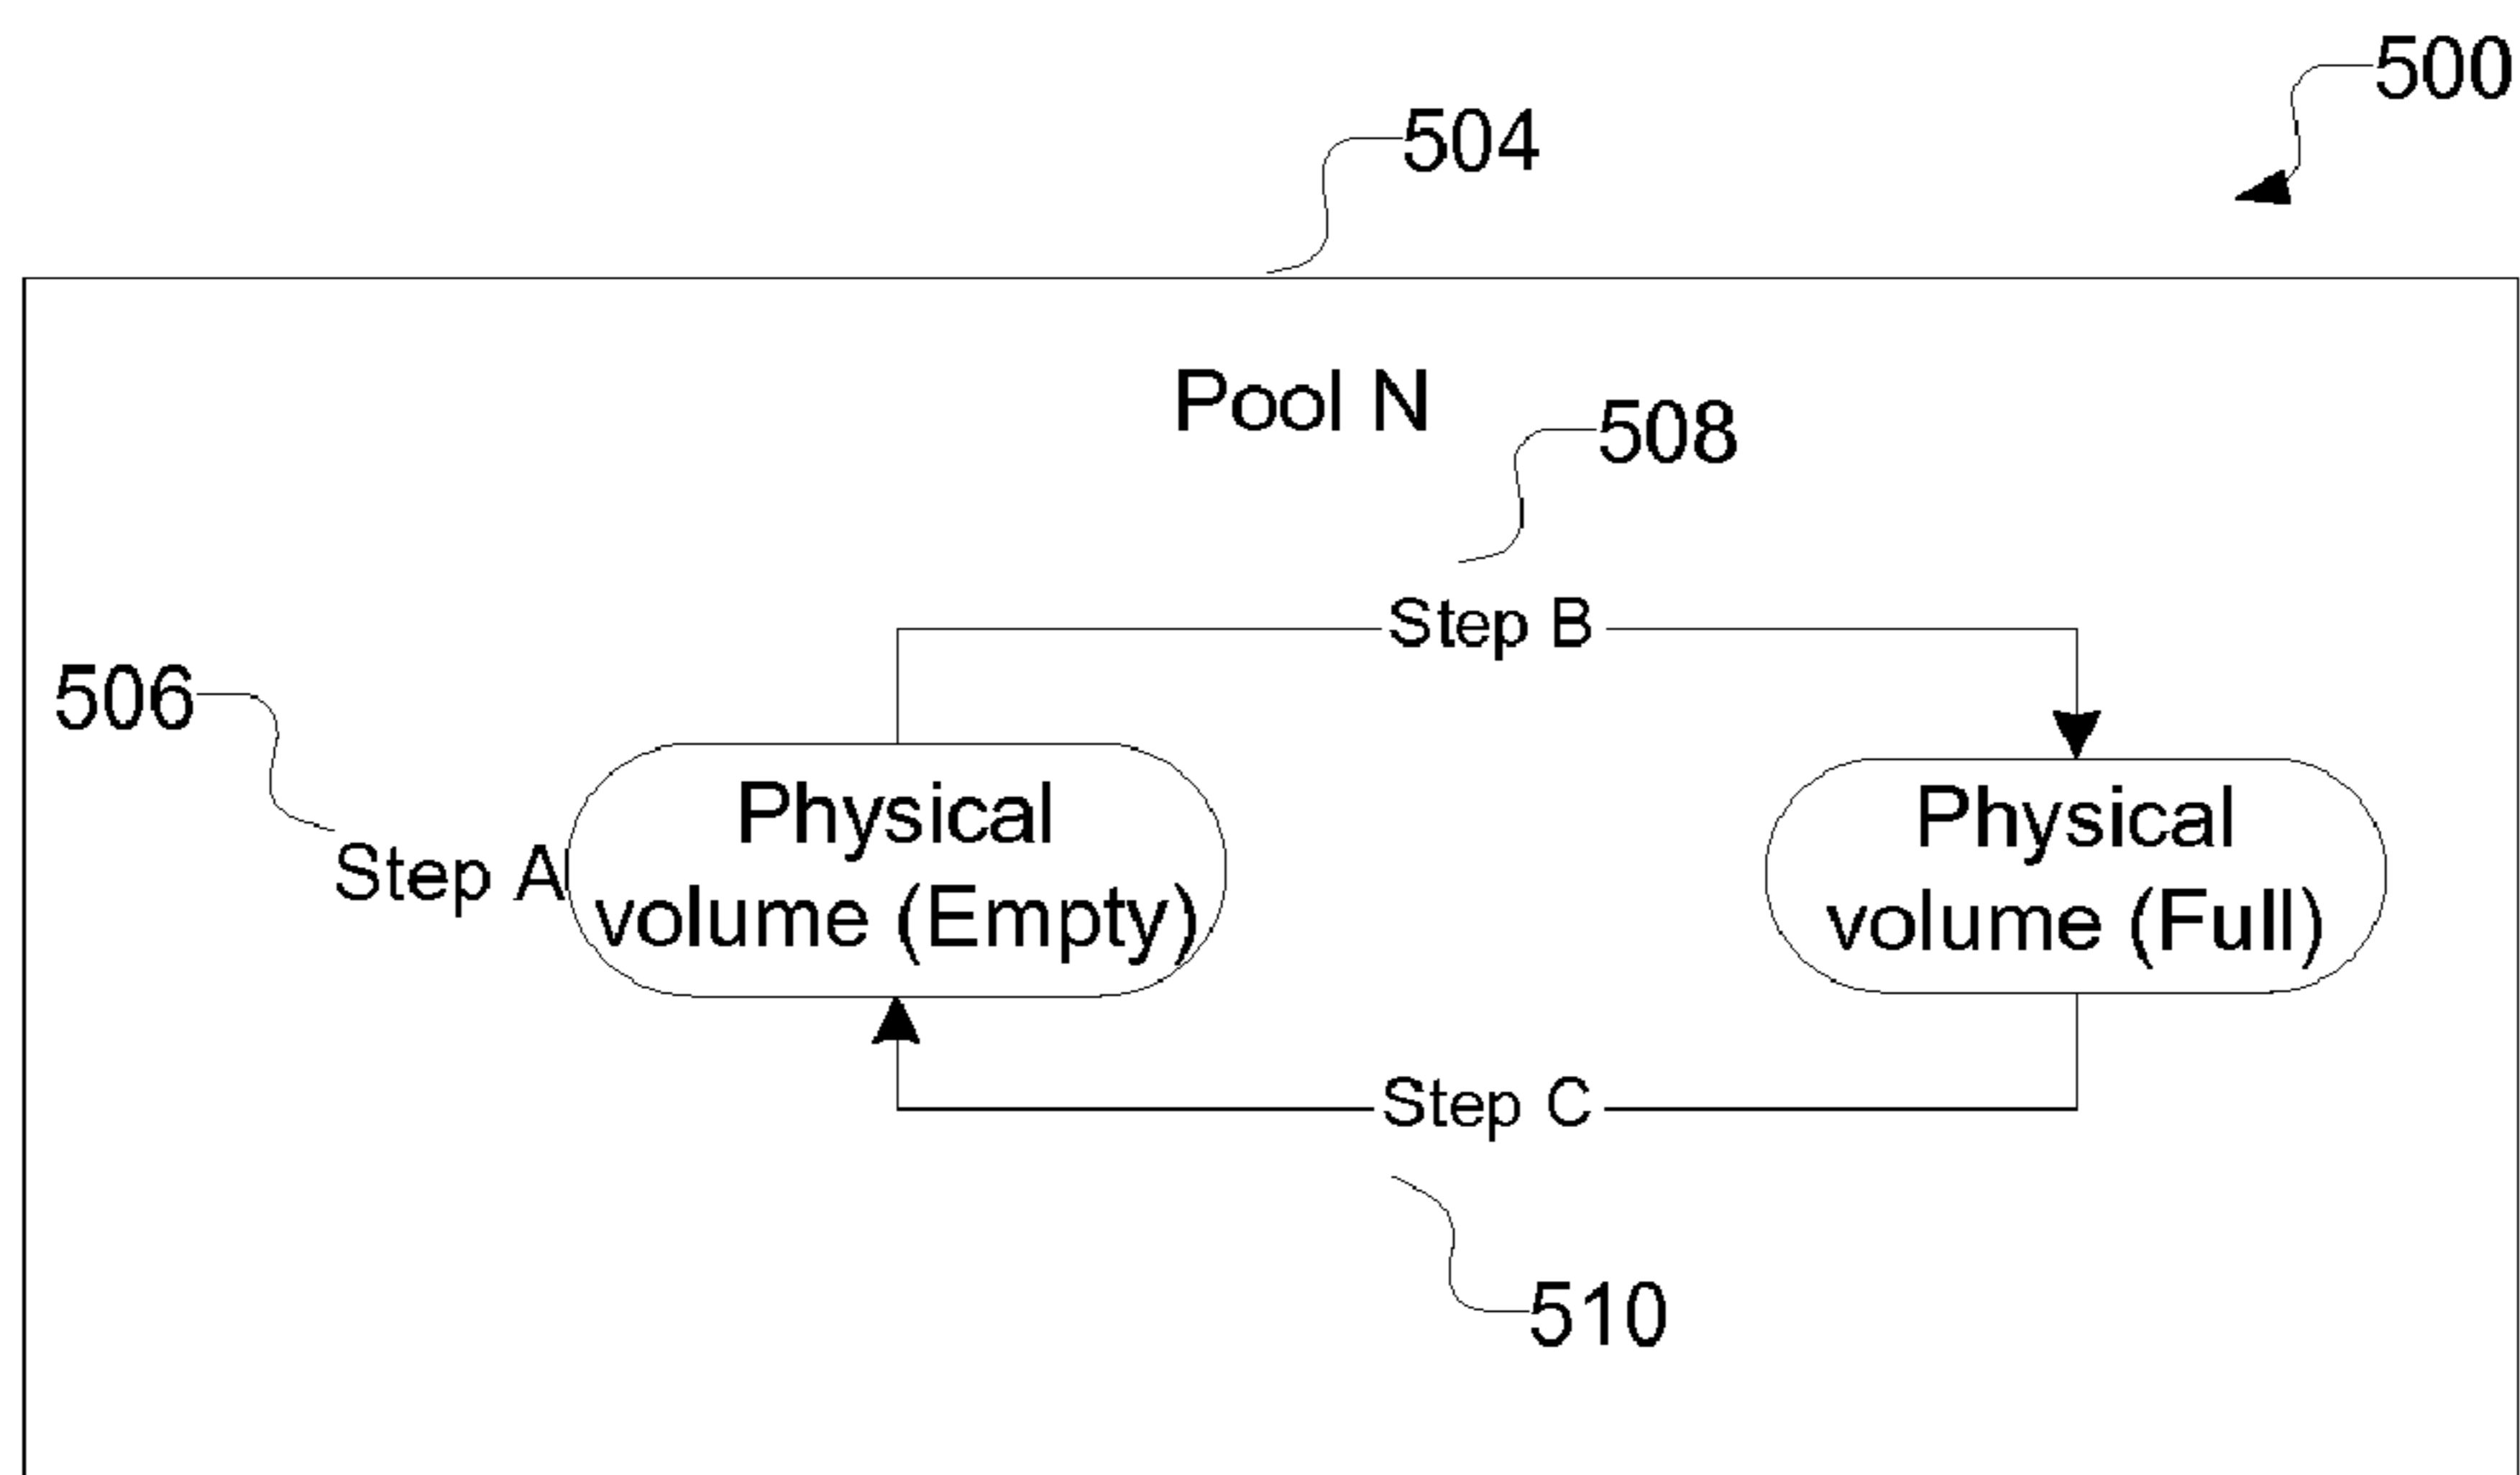 500
504
Pool N
508
Step B
506
Physical
volume (Empty)
Physical
volume (Full)
Step A
Step C
510